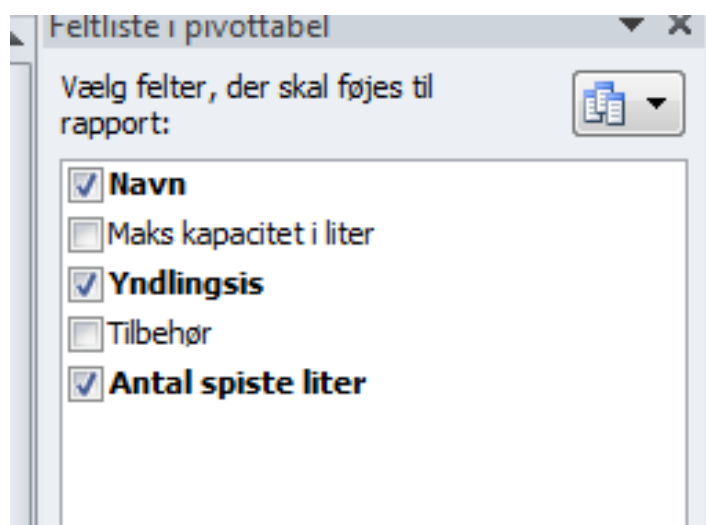 Feltliste i pivottabel
Vælg felter, der skal føjes til
rapport:
Navn
Maks kapacitet i liter
Yndlingsis
Tilbehør
Antal spiste liter